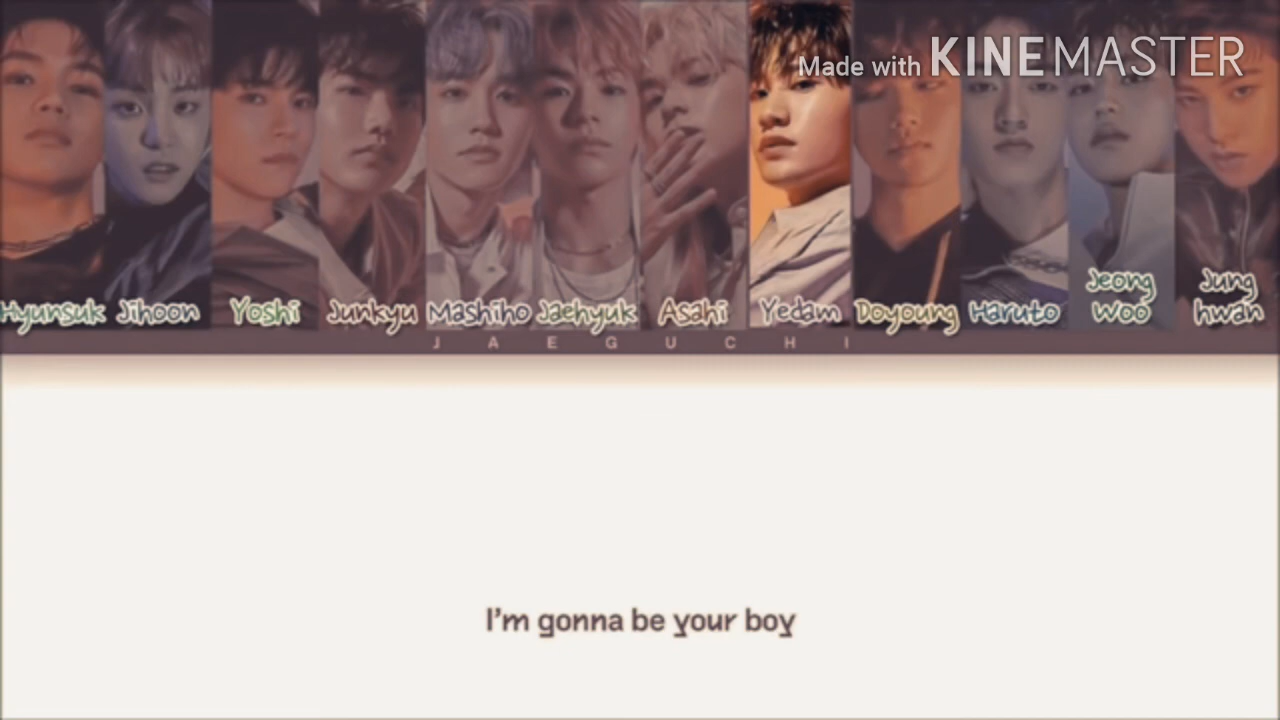 Made with KINEMASTER
Hyunsuk Jihoon Yoshi Junkyu Mashiho Jaehyuk Asahi Yedam Doyoung Haruto Jeong Woo Jung hwan
JAEGUCHI
I'm gonna be your boy